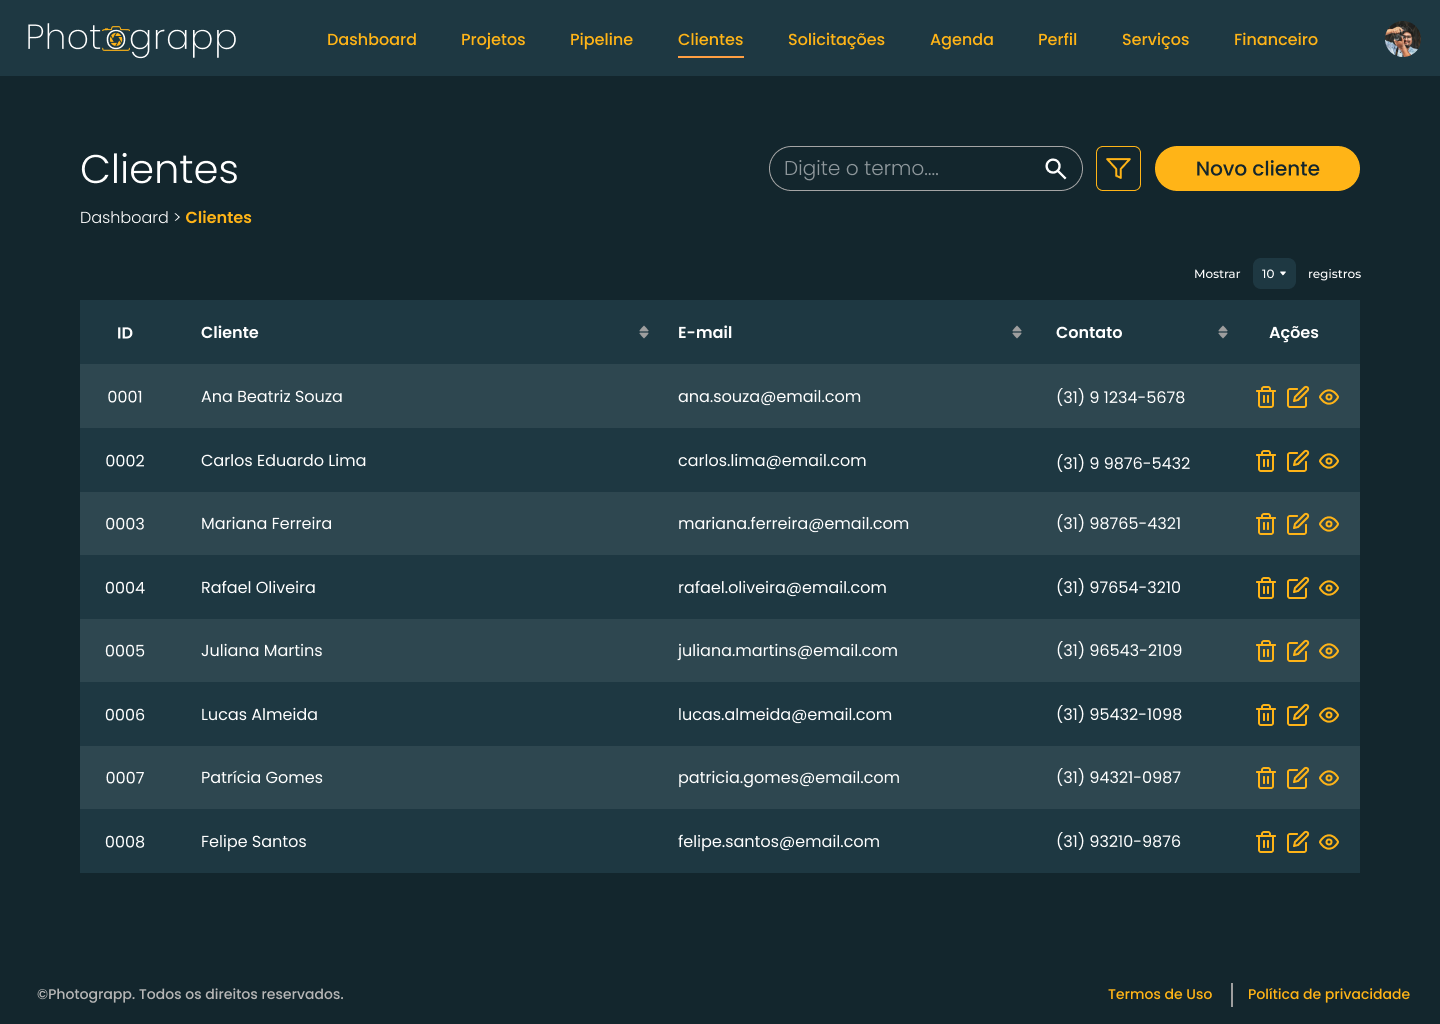 Photograpp Dashboard Projetos Pipeline Clientes Solicitações Agenda Perfil Serviços Financeiro
Clientes Digite o termo.... Novo cliente
Dashboard > Clientes
Mostrar 10 registros
ID Cliente E-mail Contato Ações
0001 Ana Beatriz Souza ana.souza@email.com (31) 9 1234-5678
0002 Carlos Eduardo Lima carlos.lima@email.com (31) 9 9876-5432
0003 Mariana Ferreira mariana.ferreira@email.com (31) 98765-4321
0004 Rafael Oliveira rafael.oliveira@email.com (31) 97654-3210
0005 Juliana Martins juliana.martins@email.com (31) 96543-2109
0006 Lucas Almeida lucas.almeida@email.com (31) 95432-1098
0007 Patrícia Gomes patricia.gomes@email.com (31) 94321-0987
0008 Felipe Santos felipe.santos@email.com (31) 93210-9876
©Photograpp. Todos os direitos reservados. Termos de Uso Política de privacidade